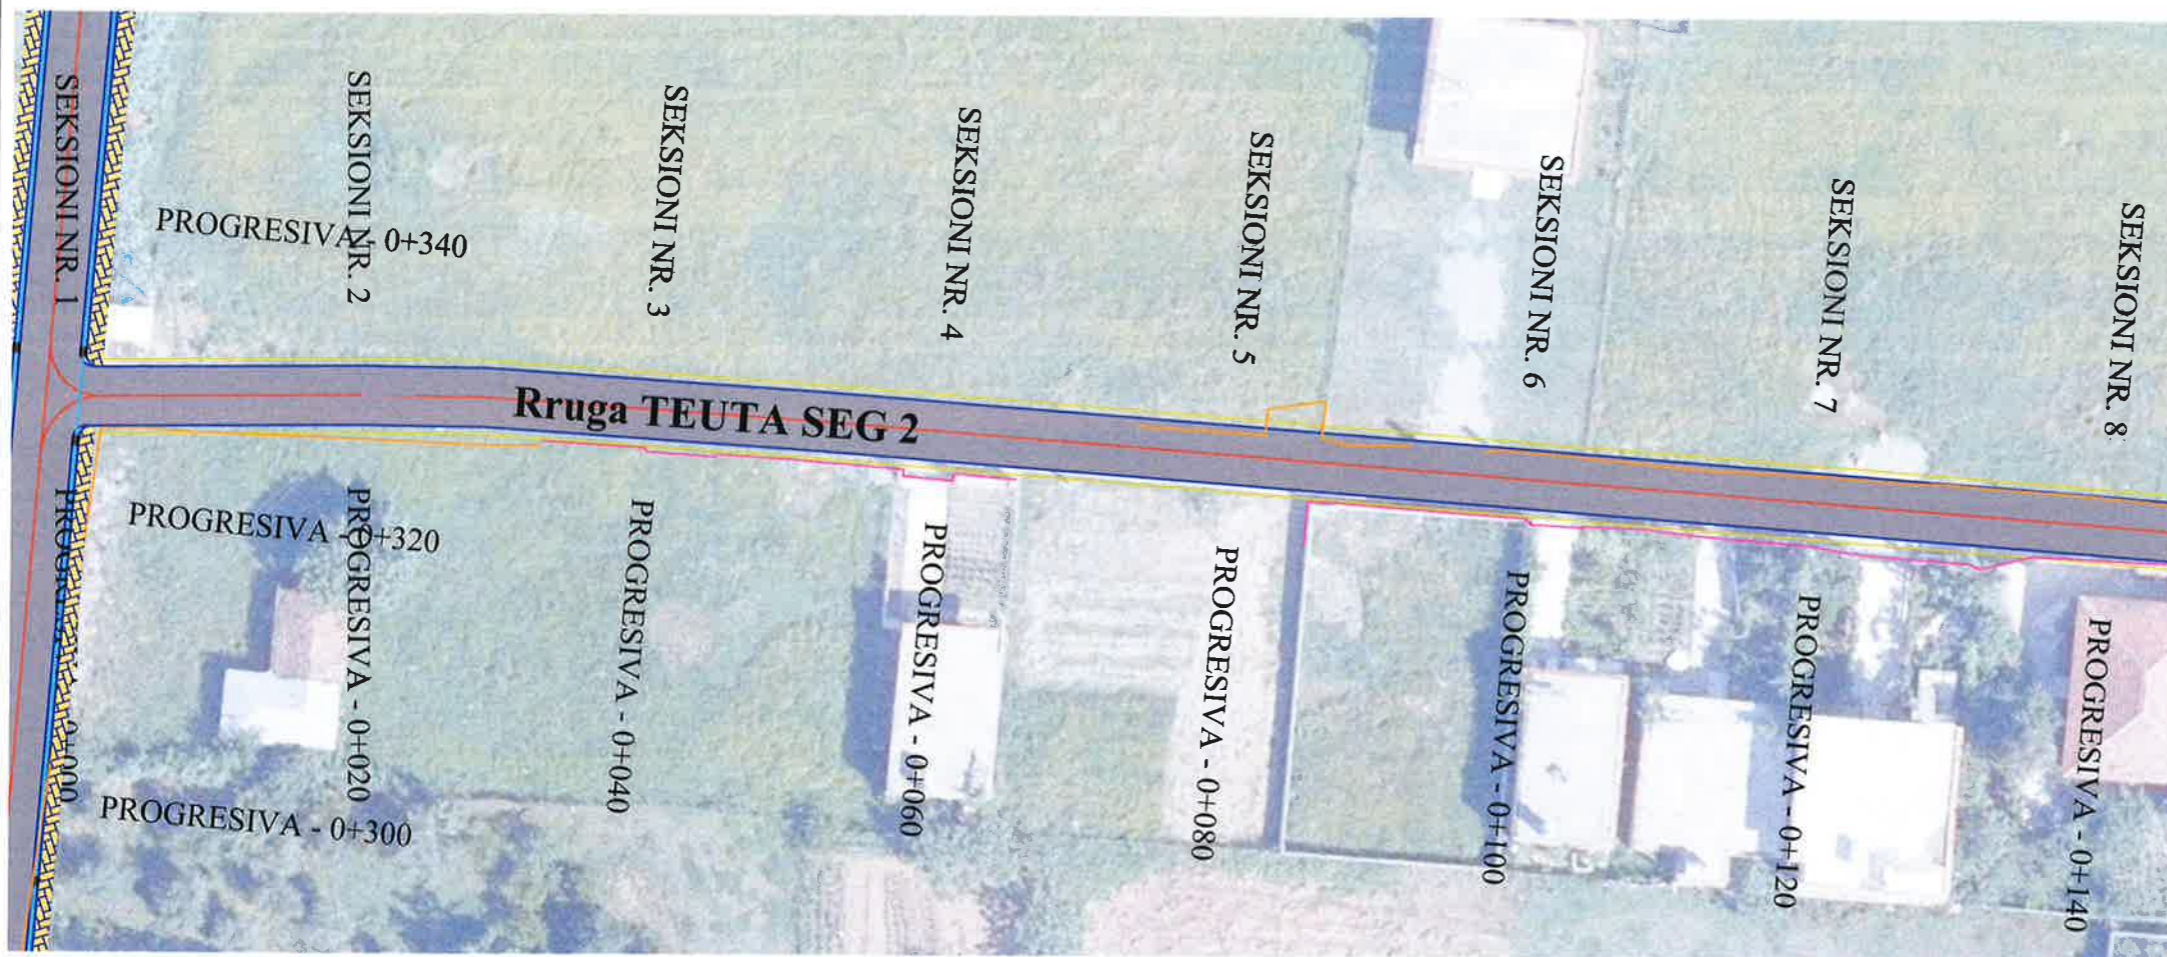 SEKSIONI NR. 1
SEKSIONI NR. 2
SEKSIONI NR. 3
SEKSIONI NR. 4
SEKSIONI NR. 5
SEKSIONI NR. 6
SEKSIONI NR. 7
SEKSIONI NR. 8
PROGRESIVA - 0+340
Rruga TEUTA SEG 2
PROGRESIVA - 0+320
PROGRESIVA - 0+300
PROGRESIVA - 0+000
PROGRESIVA - 0+020
PROGRESIVA - 0+040
PROGRESIVA - 0+060
PROGRESIVA - 0+080
PROGRESIVA - 0+100
PROGRESIVA - 0+120
PROGRESIVA - 0+140